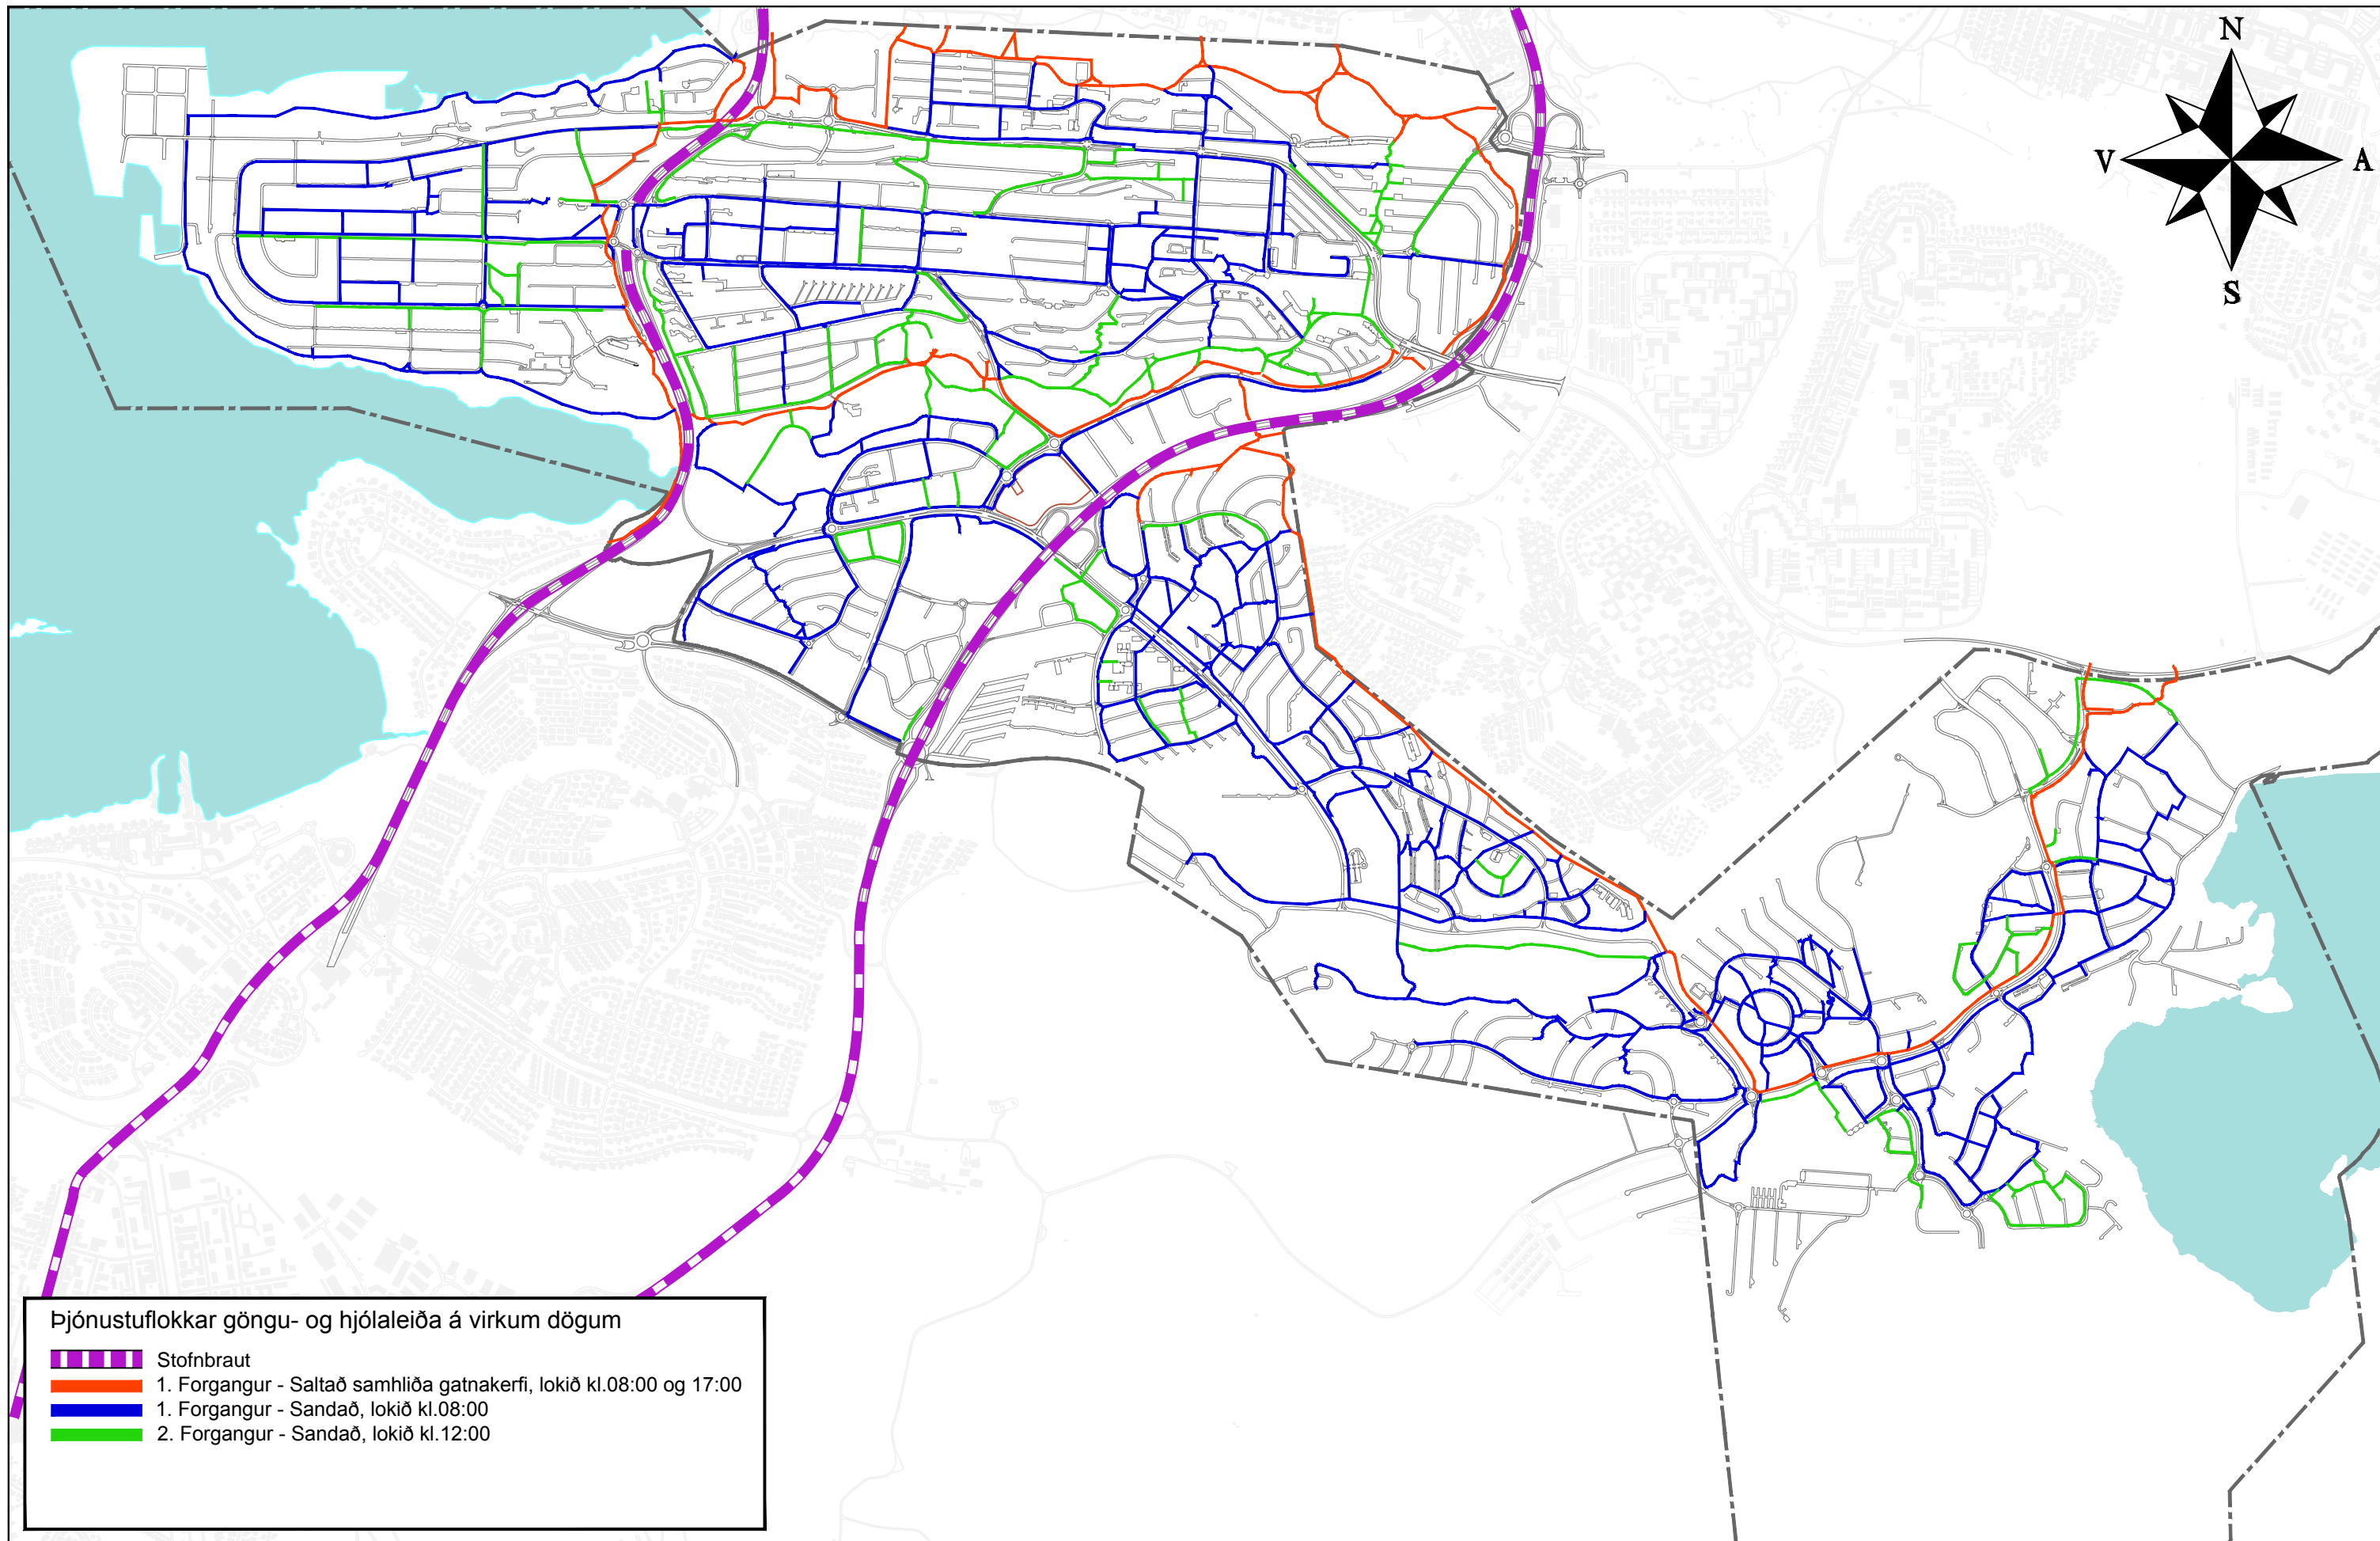 N
V
A
S
Þjónustuflokkar göngu- og hjólaleiða á virkum dögum
Stofnbraut
1. Forgangur - Saltað samhliða gatnakerfi, lokið kl.08:00 og 17:00
1. Forgangur - Sandað, lokið kl.08:00
2. Forgangur - Sandað, lokið kl.12:00